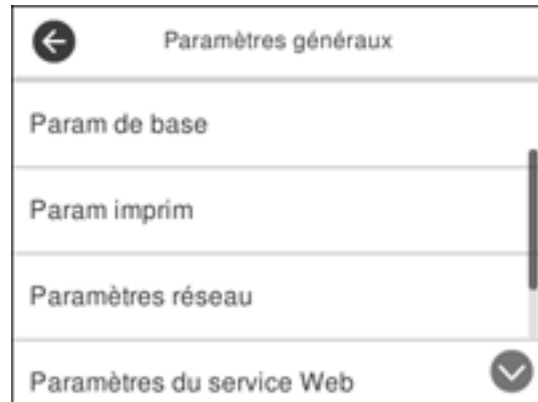 Paramètres généraux
Param de base
Param imprim
Paramètres réseau
Paramètres du service Web